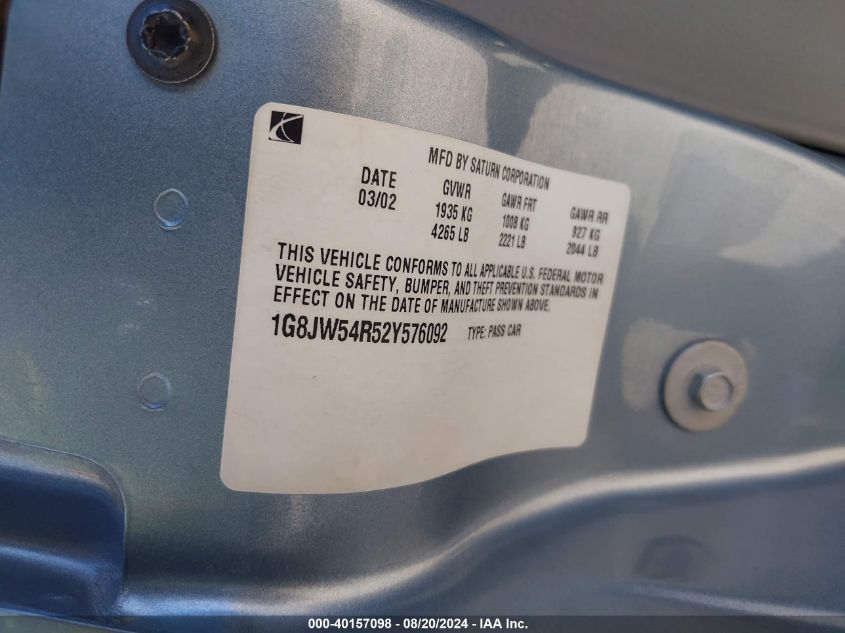 MFD BY SATURN CORPORATION
DATE GVWR GAWR FRT GAWR RR
03/02 1935 KG 1008 KG 927 KG
4265 LB 2221 LB 2044 LB
THIS VEHICLE CONFORMS TO ALL APPLICABLE U.S. FEDERAL MOTOR
VEHICLE SAFETY, BUMPER, AND THEFT PREVENTION STANDARDS IN
EFFECT ON THE DATE OF MANUFACTURE SHOWN ABOVE.
1G8JW54R52Y576092 TYPE: PASS CAR
000-40157098 - 08/20/2024 - IAA Inc.